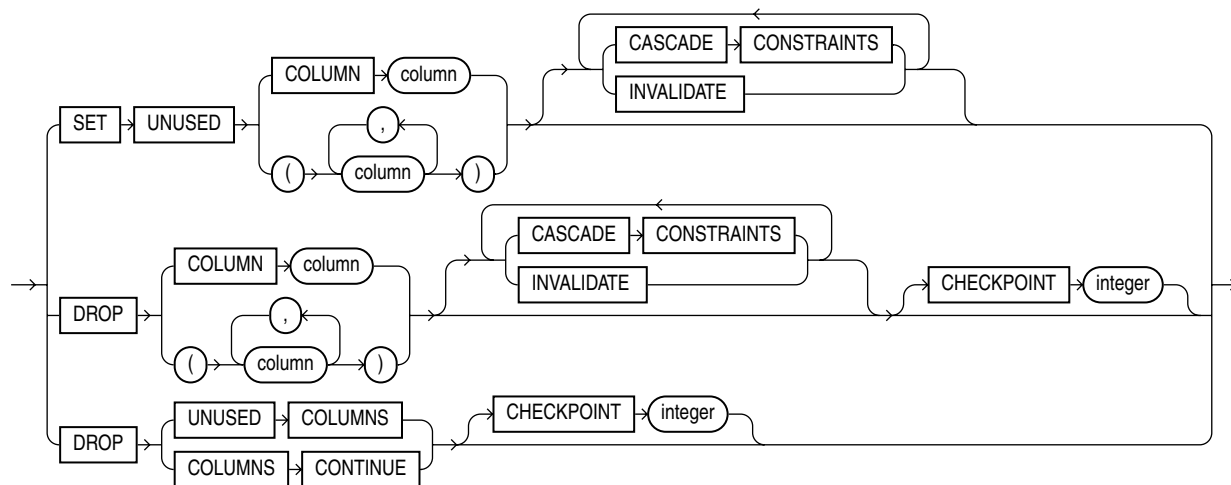 CASCADE CONSTRAINTS
COLUMN column
INVALIDATE
SET UNUSED
,
( column )
CASCADE CONSTRAINTS
COLUMN column
INVALIDATE
CHECKPOINT integer
DROP
,
( column )
UNUSED COLUMNS
CHECKPOINT integer
DROP
COLUMNS CONTINUE